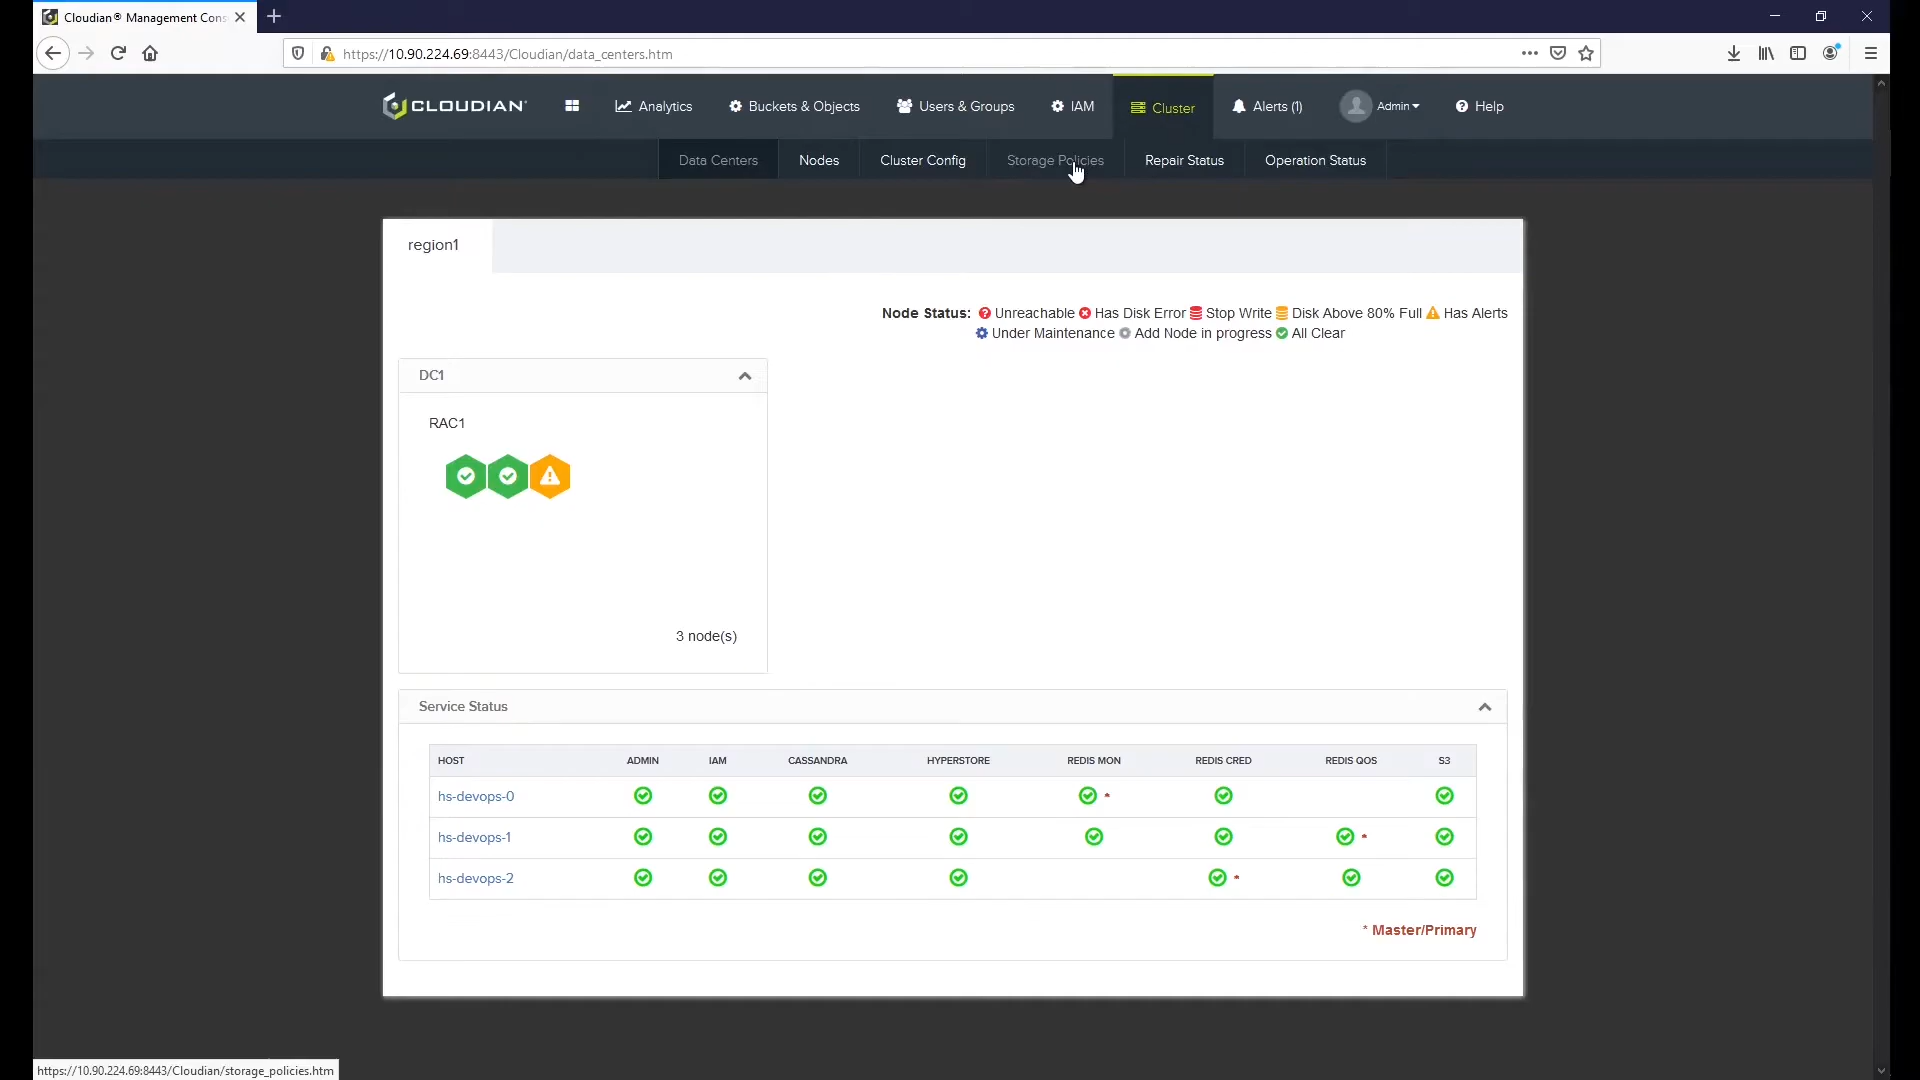 Cloudian® Management Cons
https://10.90.224.69:8443/Cloudian/data_centers.htm
CLOUDIAN
Analytics
Buckets & Objects
Users & Groups
IAM
Cluster
Alerts (1)
Admin
Help
Data Centers
Nodes
Cluster Config
Storage Policies
Repair Status
Operation Status
region1
Node Status: Unreachable Has Disk Error Stop Write Disk Above 80% Full Has Alerts
Under Maintenance Add Node in progress All Clear
DC1
RAC1
3 node(s)
Service Status
HOST ADMIN IAM CASSANDRA HYPERSTORE REDIS MON REDIS CRED REDIS QOS S3
hs-devops-0 *
hs-devops-1 *
hs-devops-2 *
* Master/Primary
https://10.90.224.69:8443/Cloudian/storage_policies.htm